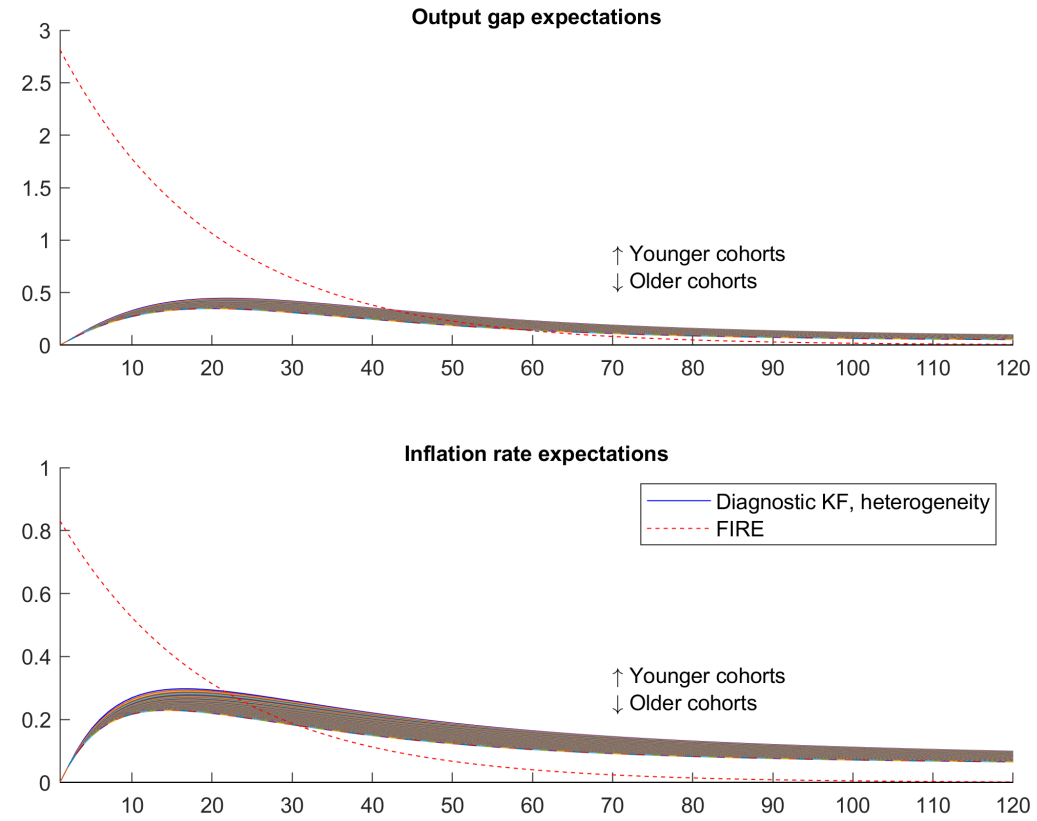 Output gap expectations
3
2.5
2
1.5
1
0.5
0
↑ Younger cohorts
↓ Older cohorts
10 20 30 40 50 60 70 80 90 100 110 120
Inflation rate expectations
1
0.8
0.6
0.4
0.2
0
Diagnostic KF, heterogeneity
FIRE
↑ Younger cohorts
↓ Older cohorts
10 20 30 40 50 60 70 80 90 100 110 120